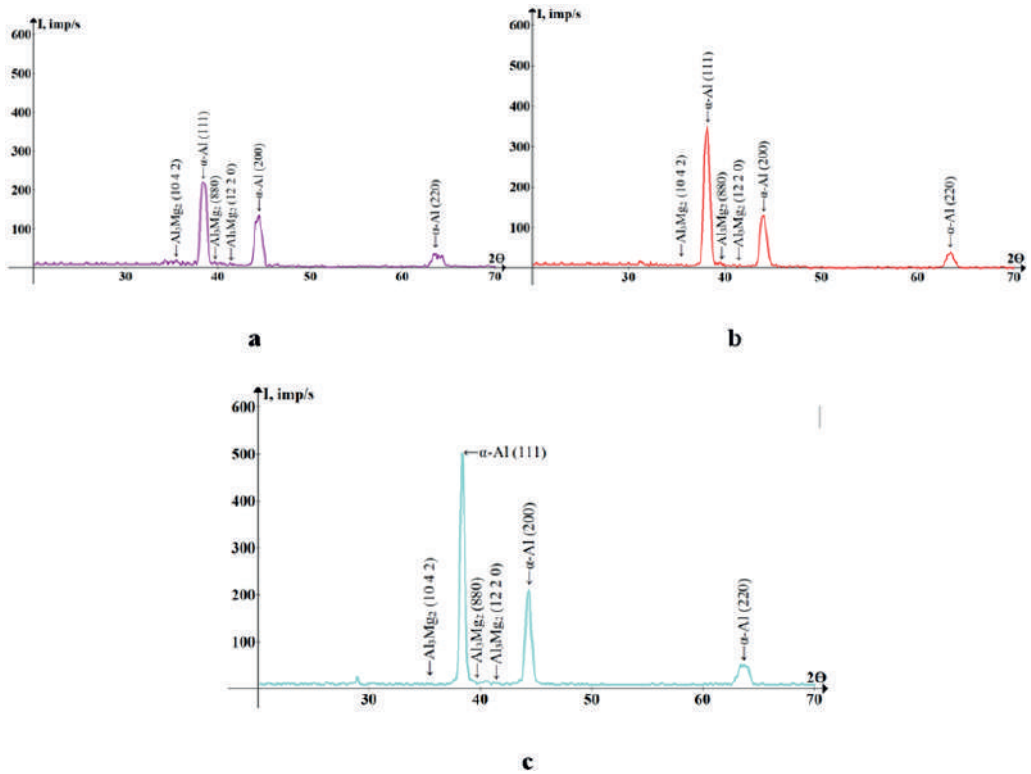 I, imp/s
600
500
400
300
200
100
Al₃Mg₂ (10 4 2)
α-Al (111)
Al₃Mg₂ (880)
Al₃Mg₂ (12 2 0)
α-Al (200)
α-Al (220)
30
40
50
60
70
2Θ
a
I, imp/s
600
500
400
300
200
100
Al₃Mg₂ (10 4 2)
α-Al (111)
Al₃Mg₂ (880)
Al₃Mg₂ (12 2 0)
α-Al (200)
α-Al (220)
30
40
50
60
70
2Θ
b
I, imp/s
600
500
400
300
200
100
Al₃Mg₂ (10 4 2)
α-Al (111)
Al₃Mg₂ (880)
Al₃Mg₂ (12 2 0)
α-Al (200)
α-Al (220)
30
40
50
60
70
2Θ
c